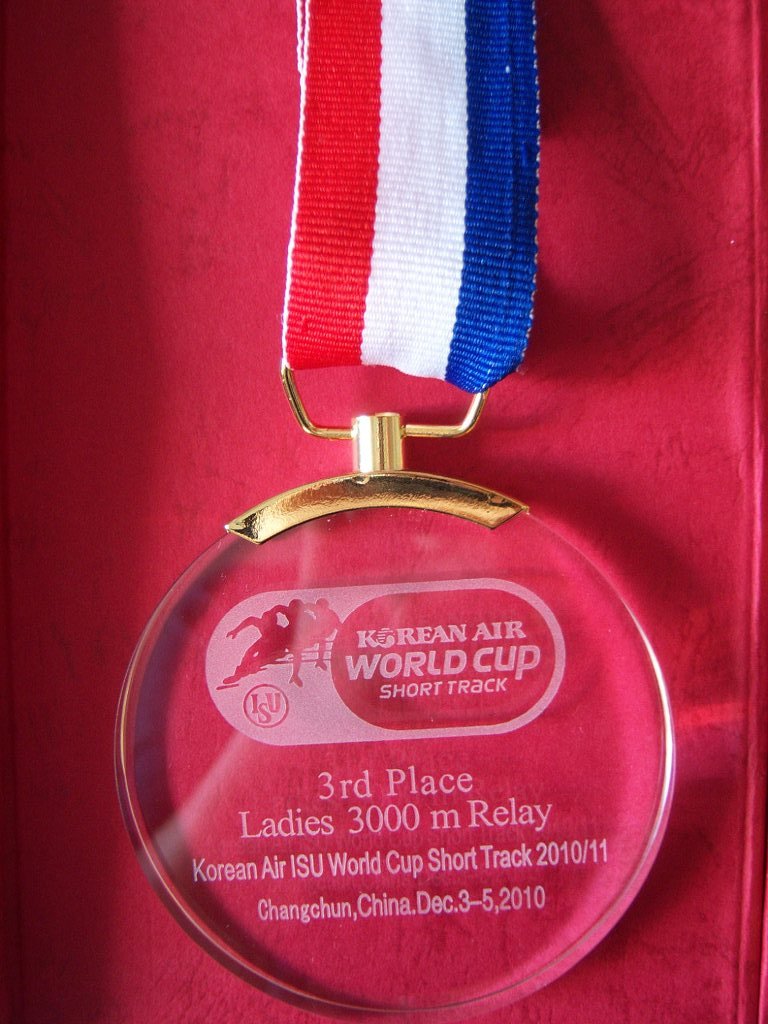 KOREAN AIR
WORLD CUP
SHORT TRACK
ISU
3rd Place
Ladies 3000 m Relay
Korean Air ISU World Cup Short Track 2010/11
Changchun,China.Dec.3–5,2010